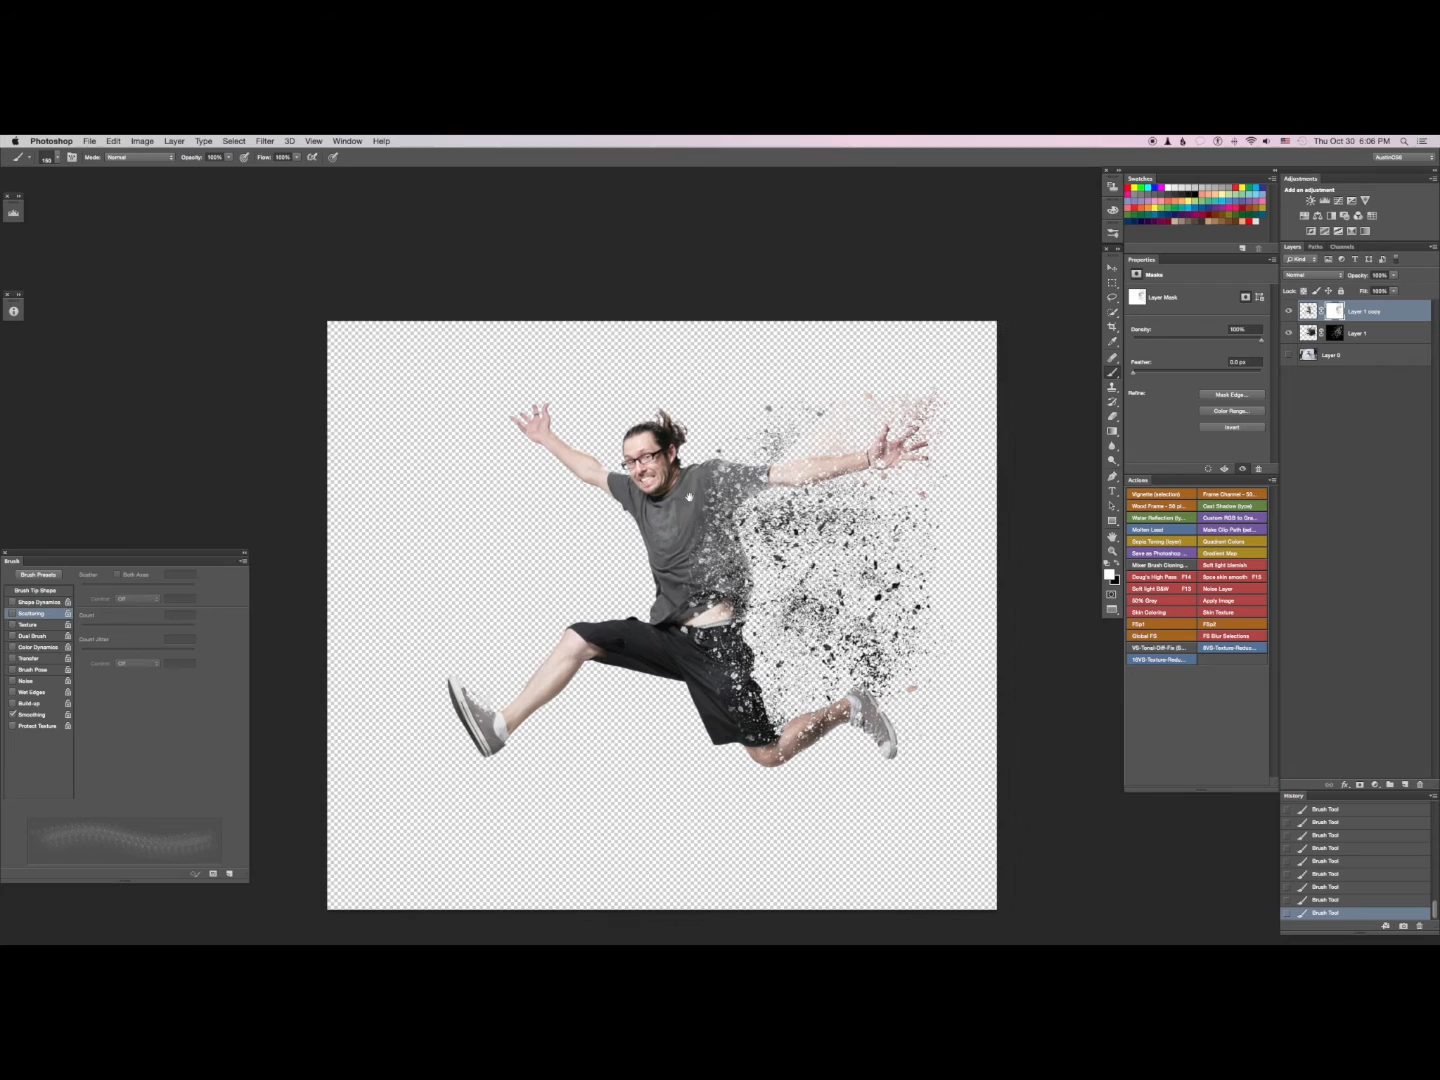 Photoshop File Edit Image Layer Type Select Filter 3D View Window Help Thu Oct 30 6:06 PM
150 Mode: Normal Opacity: 100% Flow: 100% AustinCS6
Swatches
Adjustments
Add an adjustment
Layers Paths Channels
Kind
Normal Opacity: 100%
Lock: Fill: 100%
Layer 1 copy
Layer 1
Layer 0
Properties
Masks
Layer Mask
Density: 100%
Feather: 0.0 px
Refine: Mask Edge...
Color Range...
Invert
Actions
Vignette (selection) Frame Channel - 50...
Wood Frame - 50 pi... Cast Shadow (type)
Water Reflection (ty... Custom RGB to Gra...
Molten Lead Make Clip Path (sel...
Sepia Toning (layer) Quadrant Colors
Save as Photoshop ... Gradient Map
Mixer Brush Cloning... Soft light blemish
Doug's High Pass F14 Spce skin smooth F15
Soft light B&W F13 Noise Layer
50% Grey Apply Image
Skin Coloring Skin Texture
FSp1 FSp2
Global FS FS Blur Selections
VS-Tonal-Diff-Fix (S... 8VS-Texture-Reduc...
16VS-Texture-Redu...
Brush
Brush Presets Scatter Both Axes
Brush Tip Shape
Shape Dynamics Control: Off
Scattering Count
Texture
Dual Brush Count Jitter
Color Dynamics
Transfer Control: Off
Brush Pose
Noise
Wet Edges
Build-up
Smoothing
Protect Texture
History
Brush Tool
Brush Tool
Brush Tool
Brush Tool
Brush Tool
Brush Tool
Brush Tool
Brush Tool
Brush Tool